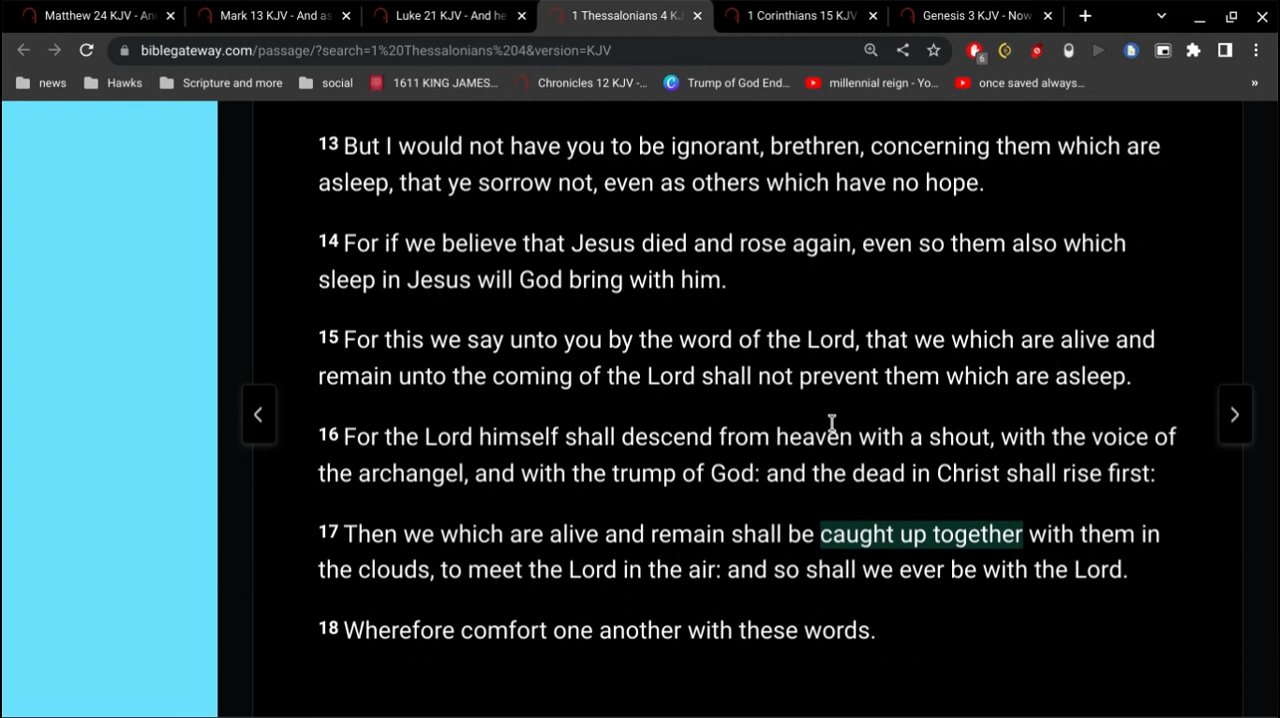 Matthew 24 KJV - An
Mark 13 KJV - And as
Luke 21 KJV - And he
1 Thessalonians 4 KJ
1 Corinthians 15 KJV
Genesis 3 KJV - Now
biblegateway.com/passage/?search=1%20Thessalonians%204&version=KJV
6
news
Hawks
Scripture and more
social
1611 KING JAMES...
Chronicles 12 KJV -...
Trump of God End...
millennial reign - Yo...
once saved always...
»
13 But I would not have you to be ignorant, brethren, concerning them which are
asleep, that ye sorrow not, even as others which have no hope.
14 For if we believe that Jesus died and rose again, even so them also which
sleep in Jesus will God bring with him.
15 For this we say unto you by the word of the Lord, that we which are alive and
remain unto the coming of the Lord shall not prevent them which are asleep.
16 For the Lord himself shall descend from heaven with a shout, with the voice of
the archangel, and with the trump of God: and the dead in Christ shall rise first:
17 Then we which are alive and remain shall be caught up together with them in
the clouds, to meet the Lord in the air: and so shall we ever be with the Lord.
18 Wherefore comfort one another with these words.